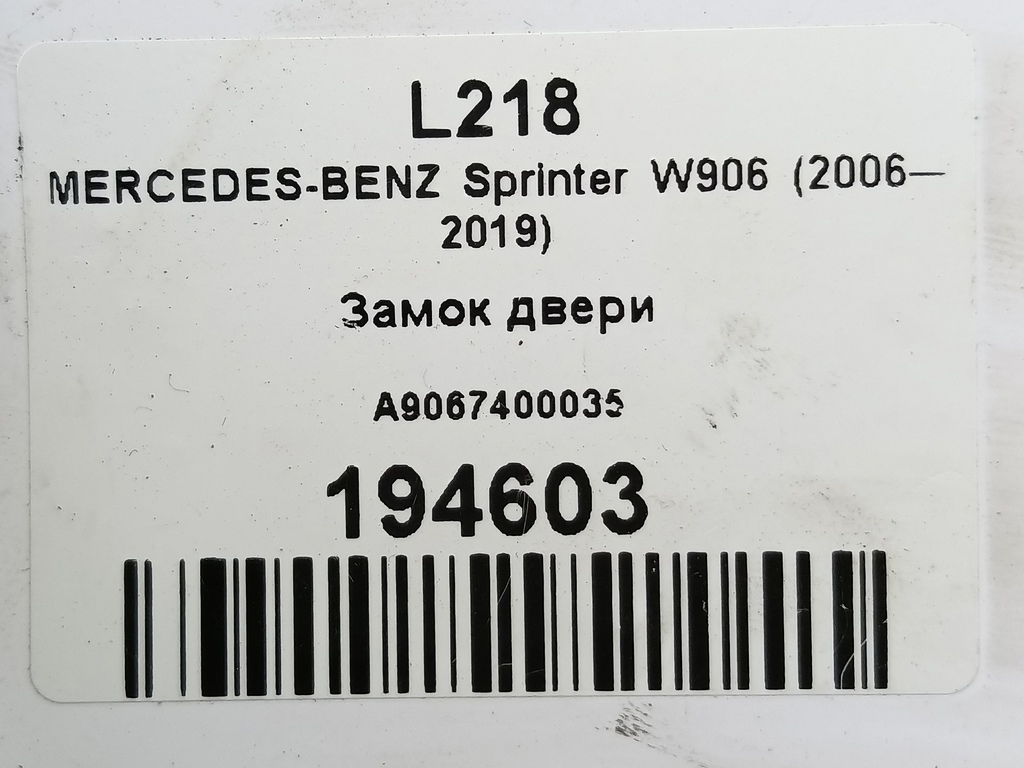 L218
MERCEDES-BENZ Sprinter W906 (2006—
2019)
Замок двери
A9067400035
194603